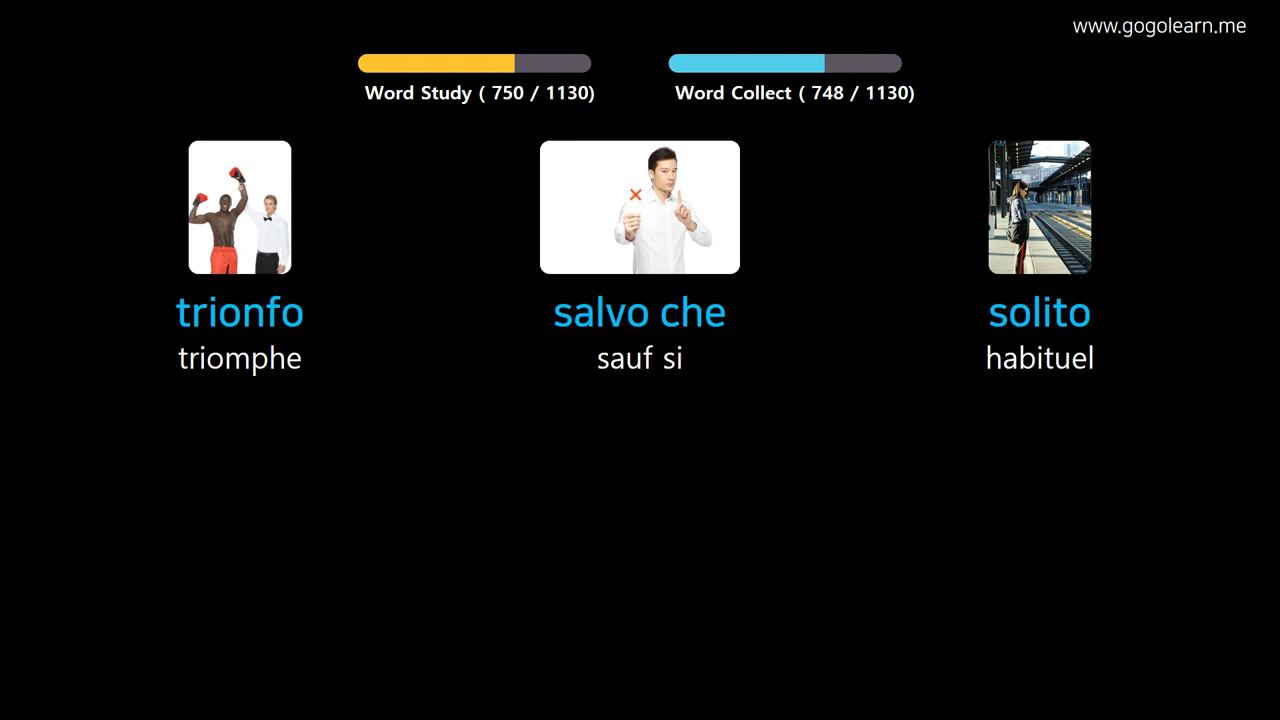 www.gogolearn.me
Word Study ( 750 / 1130)
Word Collect ( 748 / 1130)
trionfo
triomphe
salvo che
sauf si
solito
habituel